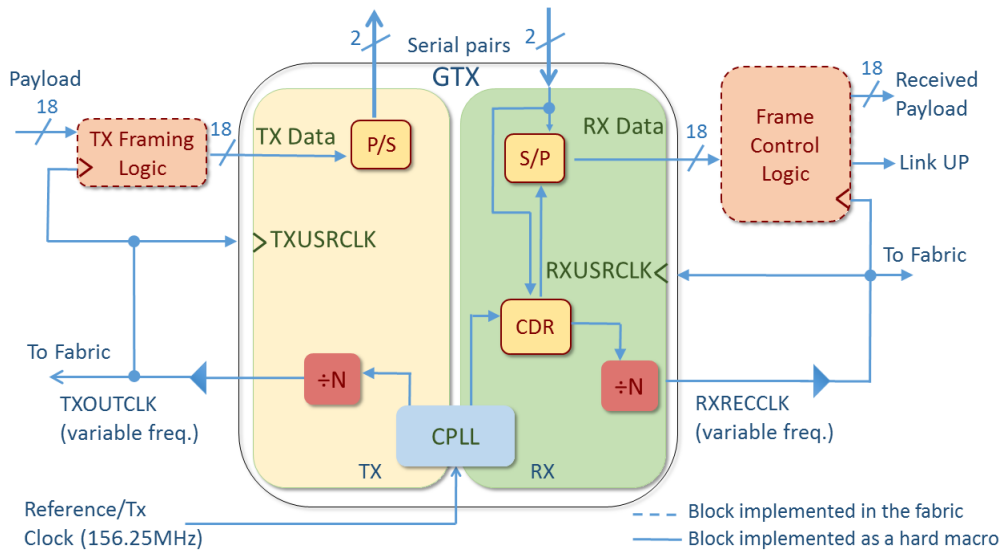 2
Serial pairs
2
GTX
Payload
18
TX Framing
Logic
18
TX Data
P/S
RX Data
S/P
18
Frame
Control
Logic
18
Received
Payload
Link UP
TXUSRCLK
RXUSRCLK
To Fabric
CDR
To Fabric
÷N
÷N
TXOUTCLK
(variable freq.)
RXRECCLK
(variable freq.)
CPLL
TX
RX
Reference/Tx
Clock (156.25MHz)
Block implemented in the fabric
Block implemented as a hard macro